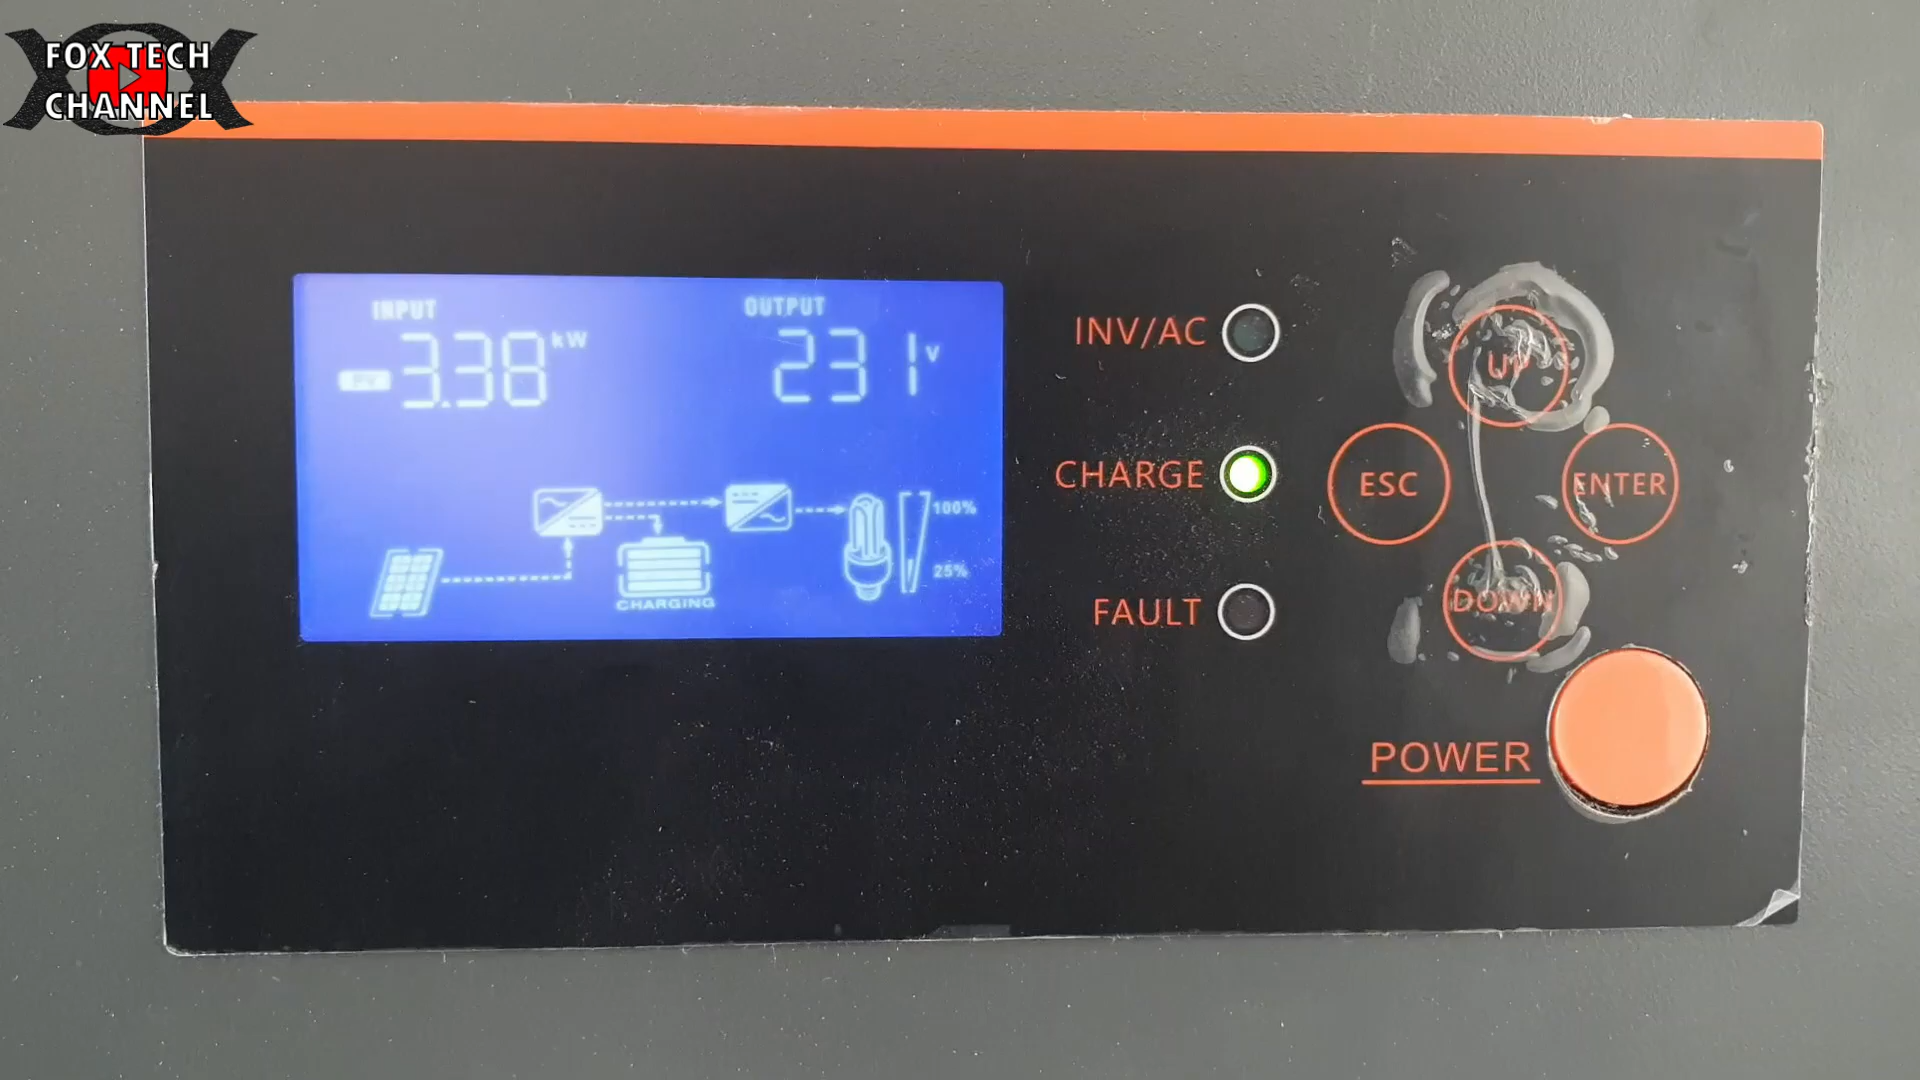 FOX TECH
CHANNEL
INPUT
OUTPUT
PV 3.38 kW
231 V
100%
25%
CHARGING
INV/AC
CHARGE
FAULT
UP
ESC
ENTER
DOWN
POWER